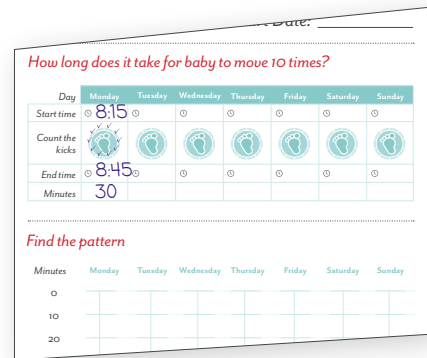 Date:
How long does it take for baby to move 10 times?
Day Monday Tuesday Wednesday Thursday Friday Saturday Sunday
Start time 8:15
Count the
kicks
End time 8:45
Minutes 30
Find the pattern
Minutes Monday Tuesday Wednesday Thursday Friday Saturday Sunday
0
10
20